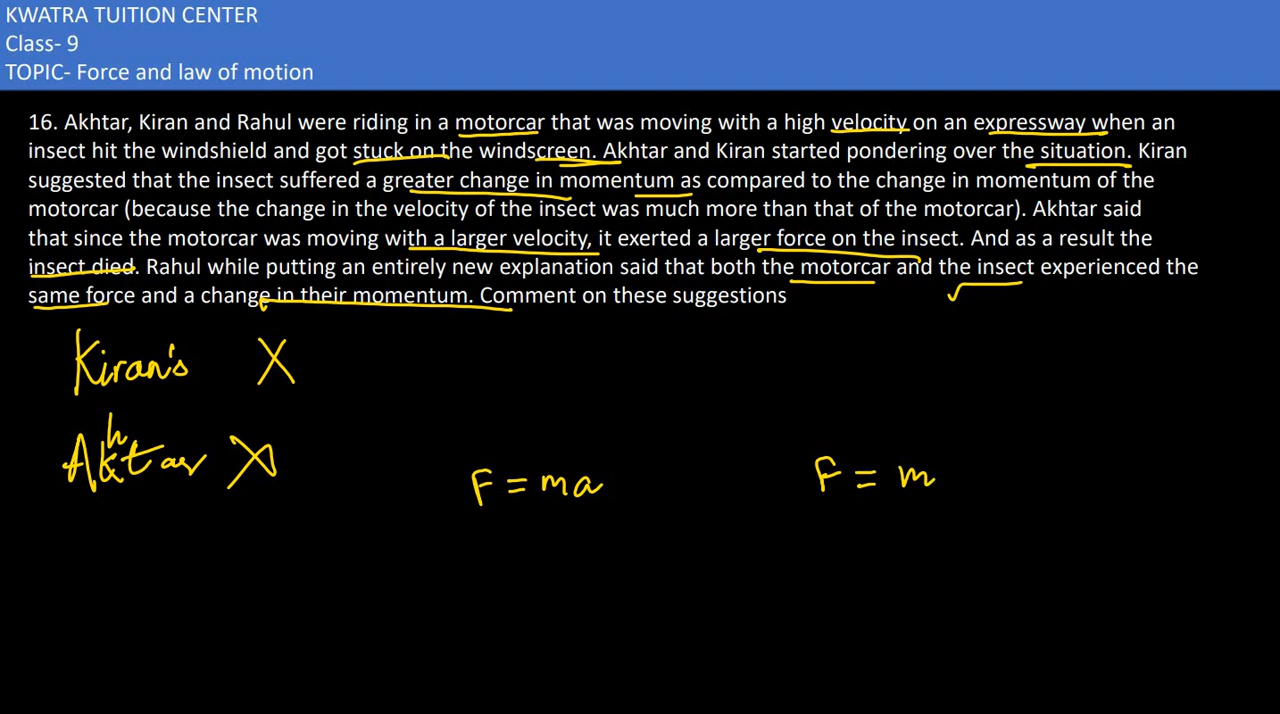 KWATRA TUITION CENTER
Class- 9
TOPIC- Force and law of motion
16. Akhtar, Kiran and Rahul were riding in a motorcar that was moving with a high velocity on an expressway when an
insect hit the windshield and got stuck on the windscreen. Akhtar and Kiran started pondering over the situation. Kiran
suggested that the insect suffered a greater change in momentum as compared to the change in momentum of the
motorcar (because the change in the velocity of the insect was much more than that of the motorcar). Akhtar said
that since the motorcar was moving with a larger velocity, it exerted a larger force on the insect. And as a result the
insect died. Rahul while putting an entirely new explanation said that both the motorcar and the insect experienced the
same force and a change in their momentum. Comment on these suggestions
Kiran's X
Akhtar X
F = ma F = m